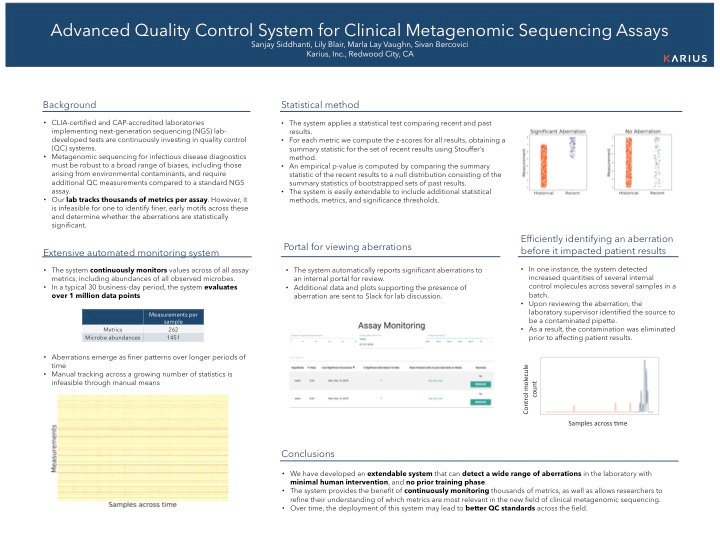 Advanced Quality Control System for Clinical Metagenomic Sequencing Assays
Sanjay Siddhanti, Lily Blair, Marla Lay Vaughn, Sivan Bercovici
Karius, Inc., Redwood City, CA
KARIUS
Background
• CLIA-certified and CAP-accredited laboratories
implementing next-generation sequencing (NGS) lab-
developed tests are continuously investing in quality control
(QC) systems.
• Metagenomic sequencing for infectious disease diagnostics
must be robust to a broad range of biases, including those
arising from environmental contaminants, and require
additional QC measurements compared to a standard NGS
assay.
• Our lab tracks thousands of metrics per assay. However, it
is infeasible for one to identify finer, early motifs across these
and determine whether the aberrations are statistically
significant.
Extensive automated monitoring system
• The system continuously monitors values across of all assay
metrics, including abundances of all observed microbes.
• In a typical 30 business-day period, the system evaluates
over 1 million data points
Measurements per
sample
Metrics 262
Microbe abundances 1451
• Aberrations emerge as finer patterns over longer periods of
time
• Manual tracking across a growing number of statistics is
infeasible through manual means
Measurements
Samples across time
Statistical method
• The system applies a statistical test comparing recent and past
results.
• For each metric we compute the z-scores for all results, obtaining a
summary statistic for the set of recent results using Stouffer's
method.
• An empirical p-value is computed by comparing the summary
statistic of the recent results to a null distribution consisting of the
summary statistics of bootstrapped sets of past results.
• The system is easily extendable to include additional statistical
methods, metrics, and significance thresholds.
Significant Aberration
Measurement
Historical Recent
No Aberration
Measurement
Historical Recent
Portal for viewing aberrations
• The system automatically reports significant aberrations to
an internal portal for review.
• Additional data and plots supporting the presence of
aberration are sent to Slack for lab discussion.
Assay Monitoring
Efficiently identifying an aberration
before it impacted patient results
• In one instance, the system detected
increased quantities of several internal
control molecules across several samples in a
batch.
• Upon reviewing the aberration, the
laboratory supervisor identified the source to
be a contaminated pipette.
• As a result, the contamination was eliminated
prior to affecting patient results.
Control molecule
count
Samples across time
Conclusions
• We have developed an extendable system that can detect a wide range of aberrations in the laboratory with
minimal human intervention, and no prior training phase.
• The system provides the benefit of continuously monitoring thousands of metrics, as well as allows researchers to
refine their understanding of which metrics are most relevant in the new field of clinical metagenomic sequencing.
• Over time, the deployment of this system may lead to better QC standards across the field.